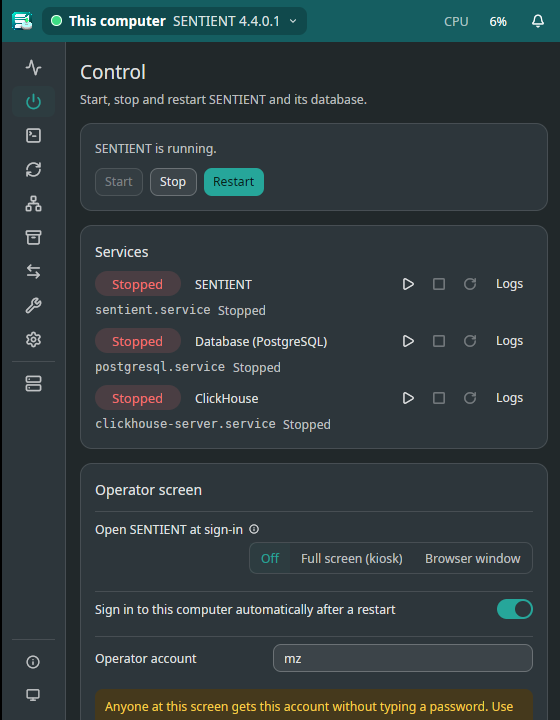 This computer SENTIENT 4.4.0.1 CPU 6%
Control
Start, stop and restart SENTIENT and its database.
SENTIENT is running.
Start Stop Restart
Services
Stopped SENTIENT Logs
sentient.service Stopped
Stopped Database (PostgreSQL) Logs
postgresql.service Stopped
Stopped ClickHouse Logs
clickhouse-server.service Stopped
Operator screen
Open SENTIENT at sign-in
Off Full screen (kiosk) Browser window
Sign in to this computer automatically after a restart
Operator account mz
Anyone at this screen gets this account without typing a password. Use